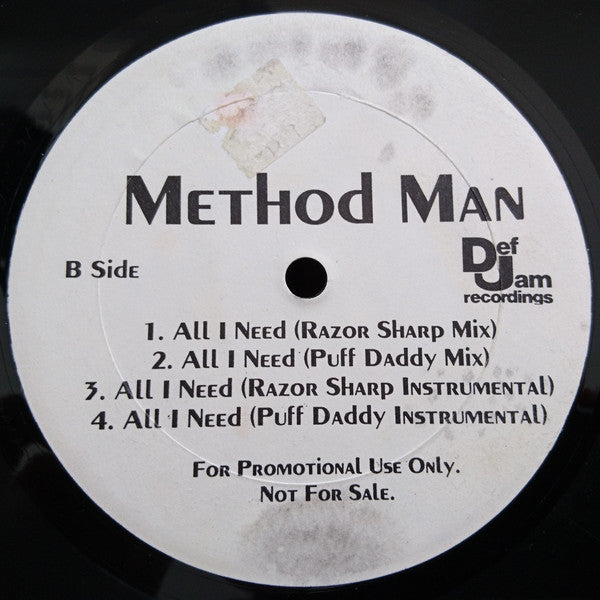 Method Man
B Side
Def
Jam
recordings
1. All I Need (Razor Sharp Mix)
2. All I Need (Puff Daddy Mix)
3. All I Need (Razor Sharp Instrumental)
4. All I Need (Puff Daddy Instrumental)
For Promotional Use Only.
Not For Sale.